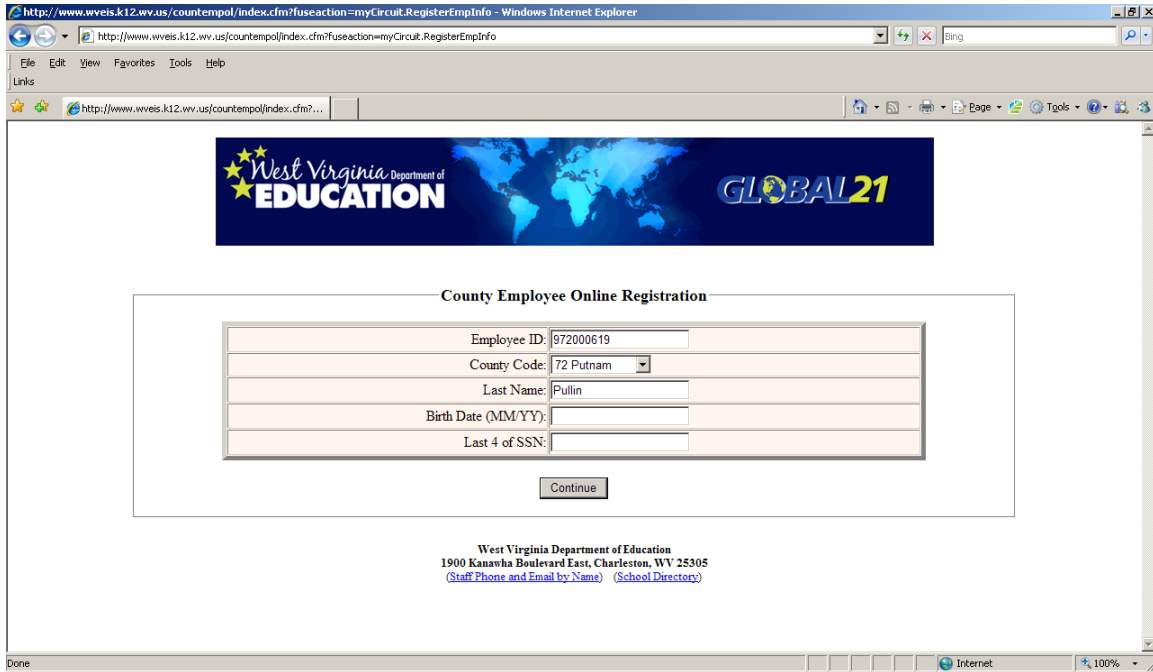 http://www.wveis.k12.wv.us/countempol/index.cfm?fuseaction=myCircuit.RegisterEmpInfo - Windows Internet Explorer
http://www.wveis.k12.wv.us/countempol/index.cfm?fuseaction=myCircuit.RegisterEmpInfo
Bing
File Edit View Favorites Tools Help
Links
http://www.wveis.k12.wv.us/countempol/index.cfm?...
Page Tools
West Virginia Department of
EDUCATION
GLOBAL21
County Employee Online Registration
Employee ID: 972000619
County Code: 72 Putnam
Last Name: Pullin
Birth Date (MM/YY):
Last 4 of SSN:
Continue
West Virginia Department of Education
1900 Kanawha Boulevard East, Charleston, WV 25305
(Staff Phone and Email by Name) (School Directory)
Done Internet 100%